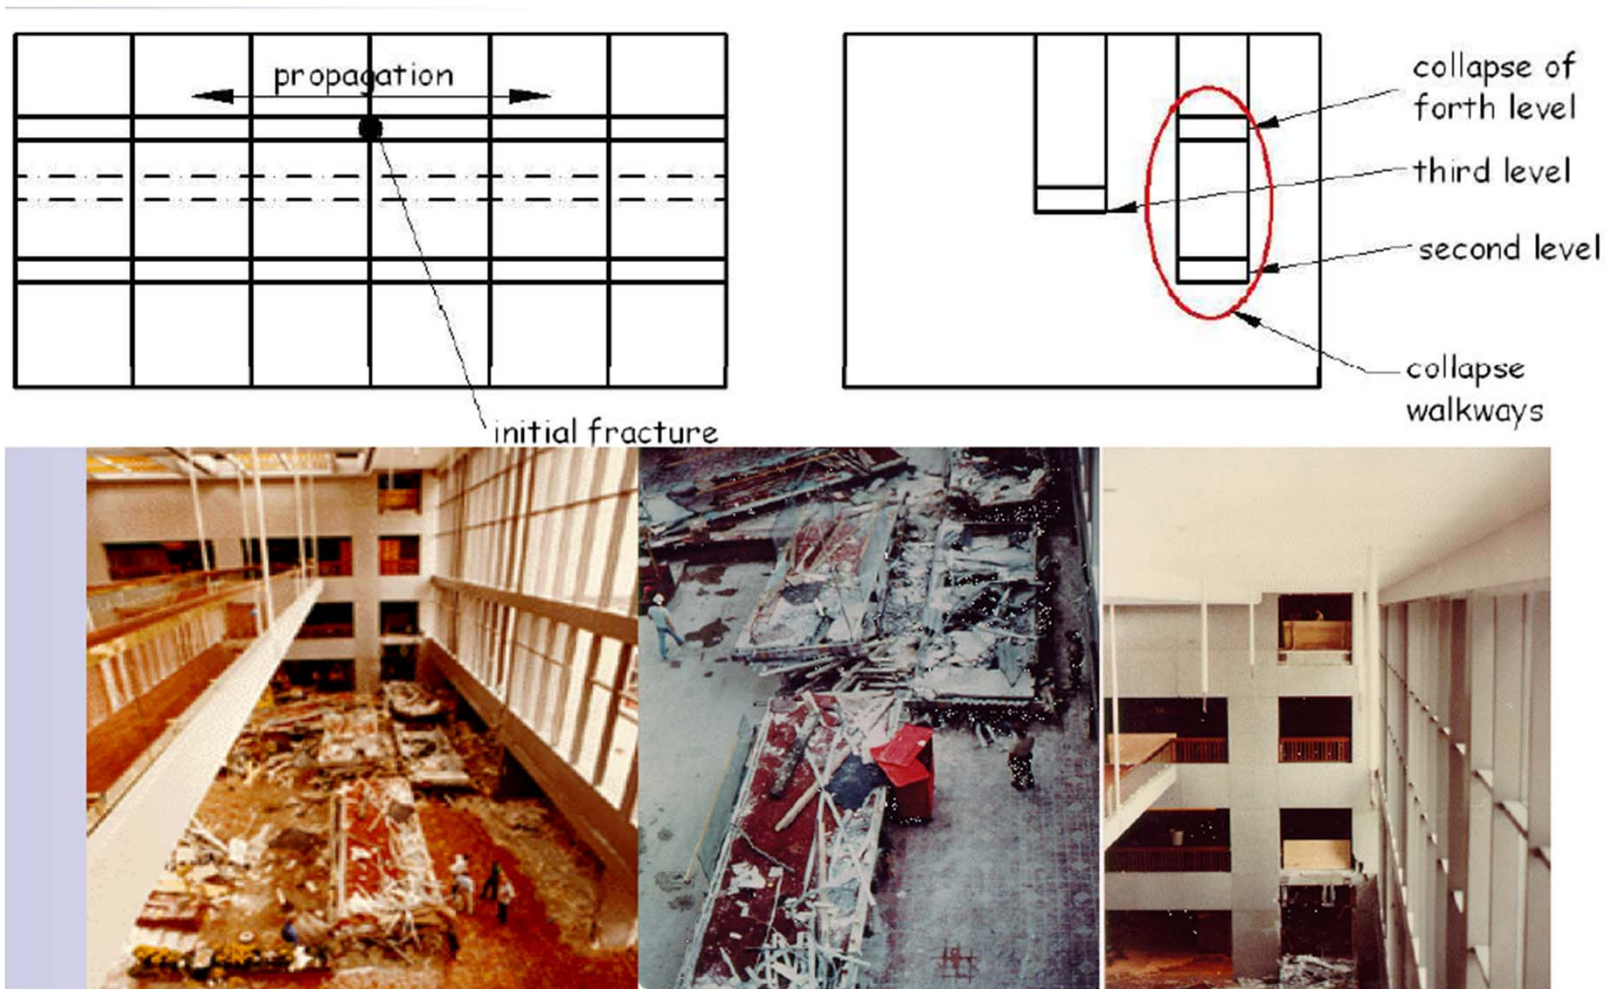 propagation
initial fracture
collapse of
forth level
third level
second level
collapse
walkways